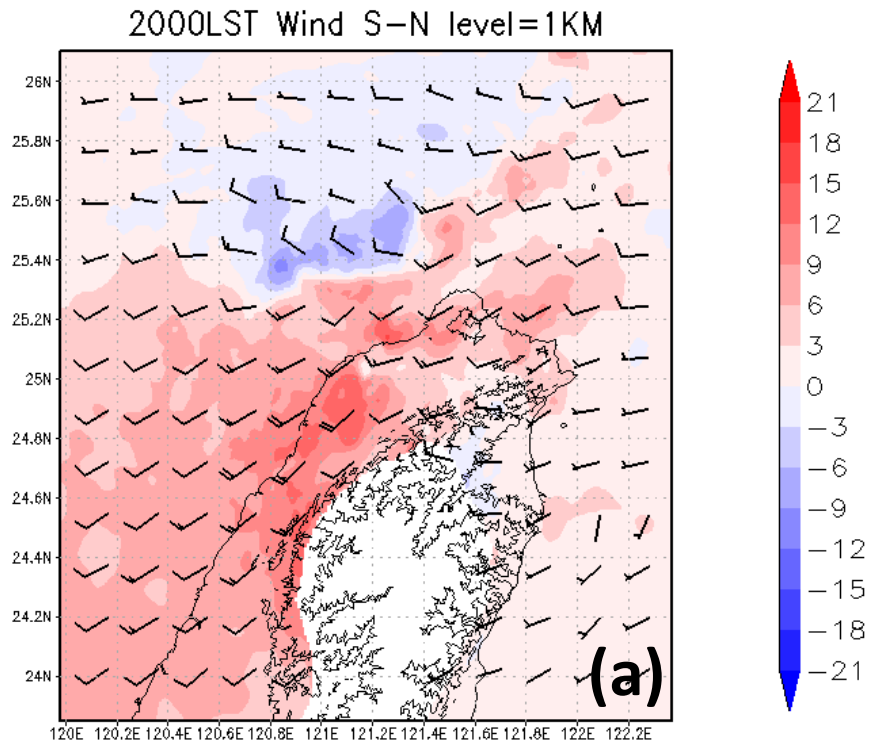 2000LST Wind S-N level=1KM
26N
25.8N
25.6N
25.4N
25.2N
25N
24.8N
24.6N
24.4N
24.2N
24N
120E 120.2E 120.4E 120.6E 120.8E 121E 121.2E 121.4E 121.6E 121.8E 122E 122.2E
(a)
21
18
15
12
9
6
3
0
-3
-6
-9
-12
-15
-18
-21